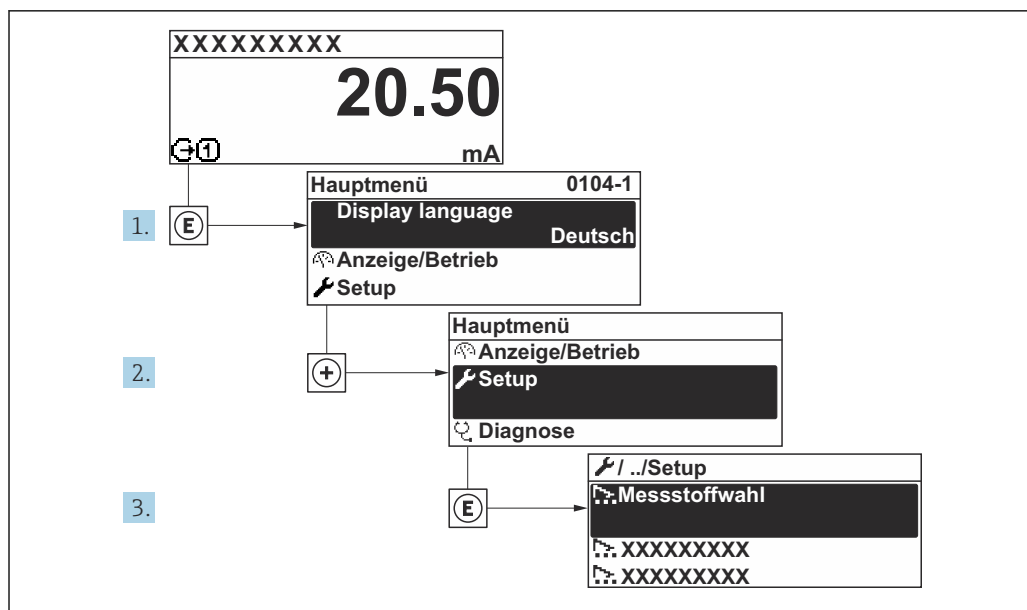 XXXXXXXXX
20.50
1 mA
1. E
Hauptmenü 0104-1
Display language
Deutsch
Anzeige/Betrieb
Setup
2. +
Hauptmenü
Anzeige/Betrieb
Setup
Diagnose
3. E
/ ../Setup
Messstoffwahl
XXXXXXXXX
XXXXXXXXX